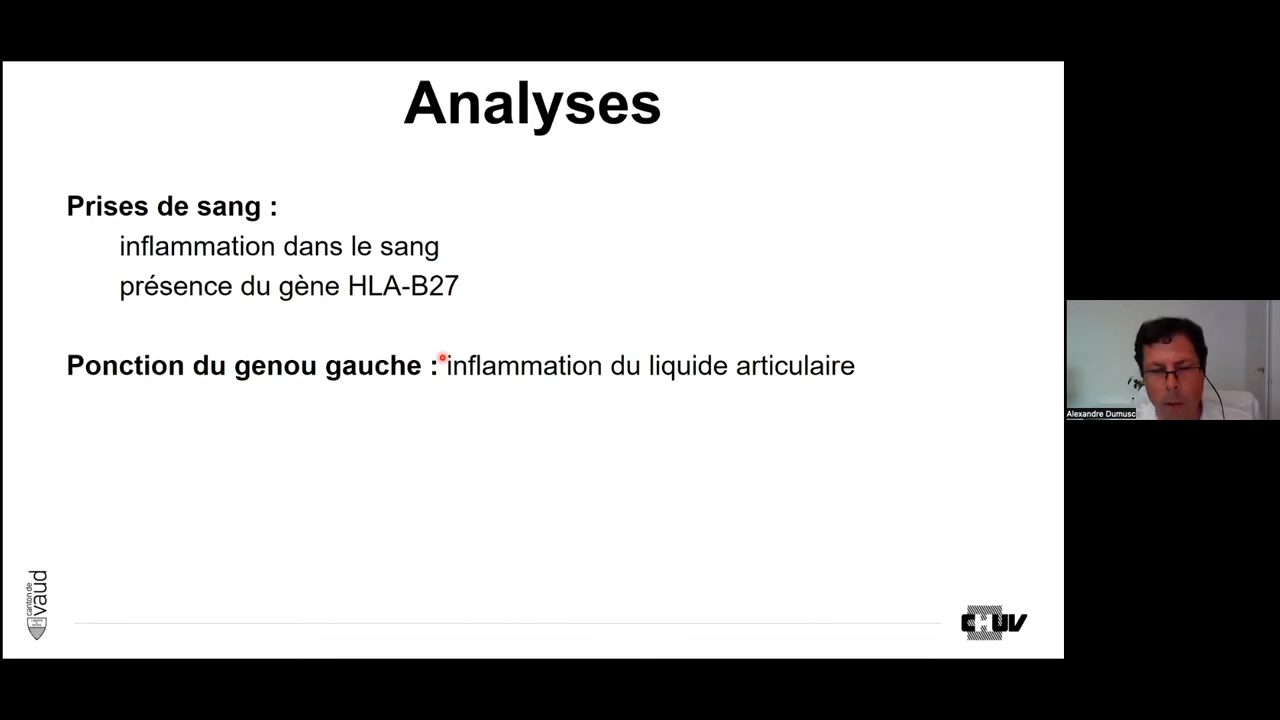 Analyses
Prises de sang :
inflammation dans le sang
présence du gène HLA-B27
Ponction du genou gauche : inflammation du liquide articulaire
Alexandre Dumusc
canton de
vaud
CHUV